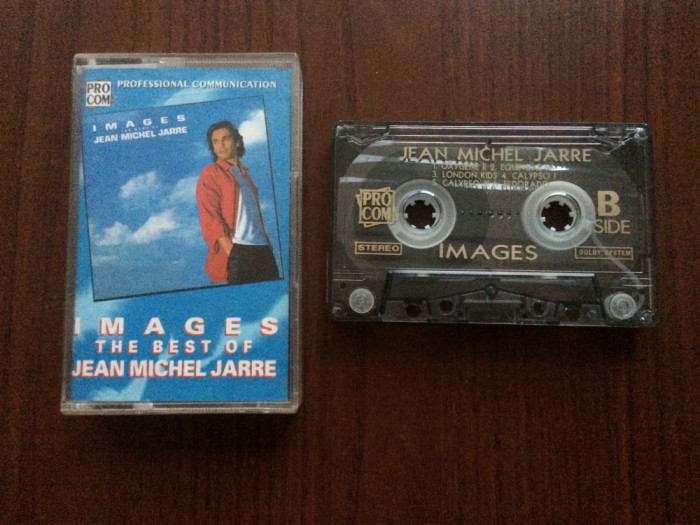 PRO
COM
PROFESSIONAL COMMUNICATION
IMAGES
JEAN MICHEL JARRE
IMAGES
THE BEST OF
JEAN MICHEL JARRE
JEAN MICHEL JARRE
3. LONDON KIDS 4. CALYPSO
PRO
COM
B
SIDE
STEREO
IMAGES
DOLBY SYSTEM